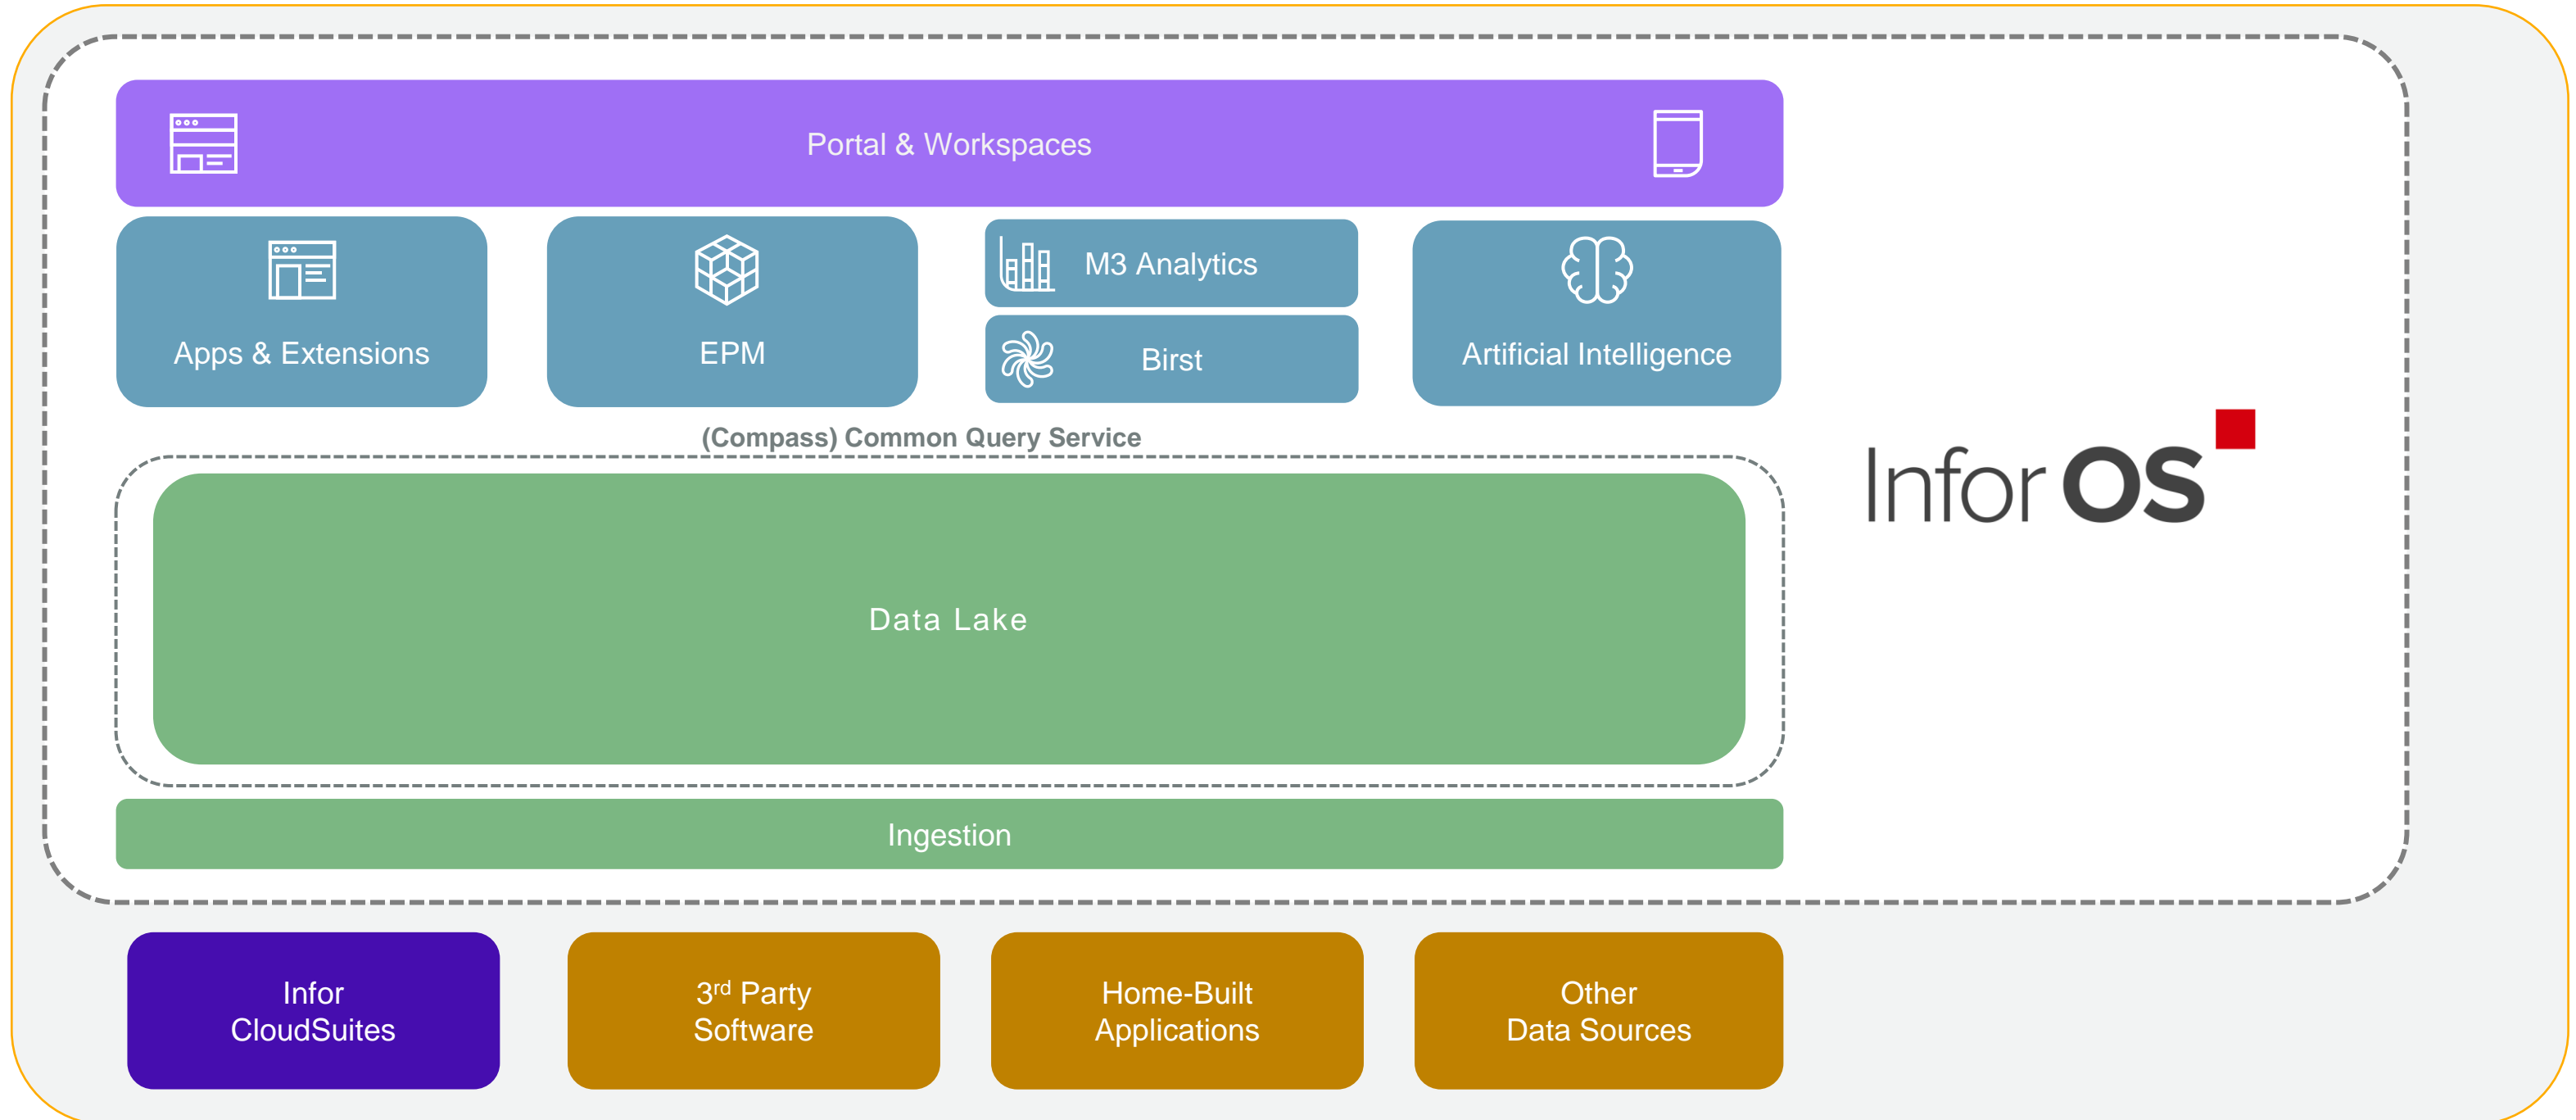 Portal & Workspaces
Apps & Extensions
EPM
M3 Analytics
Birst
Artificial Intelligence
(Compass) Common Query Service
Infor OS
Data Lake
Ingestion
Infor
CloudSuites
3rd Party
Software
Home-Built
Applications
Other
Data Sources